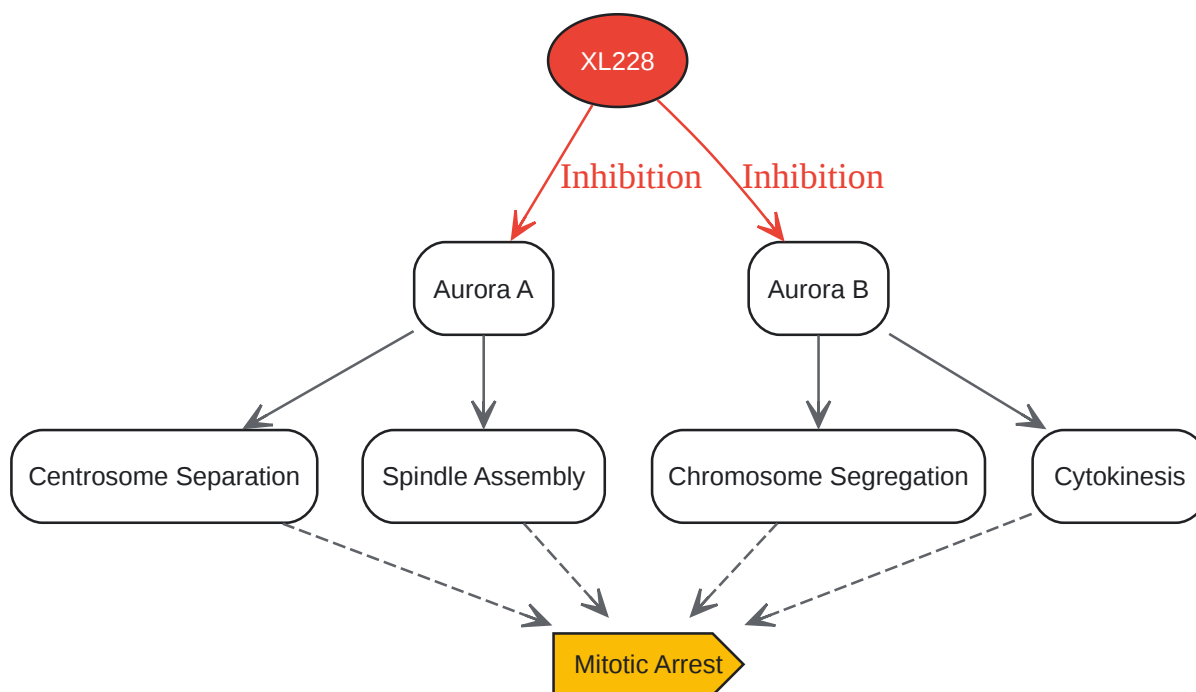 XL228
Inhibition
Inhibition
Aurora A
Aurora B
Centrosome Separation
Spindle Assembly
Chromosome Segregation
Cytokinesis
Mitotic Arrest